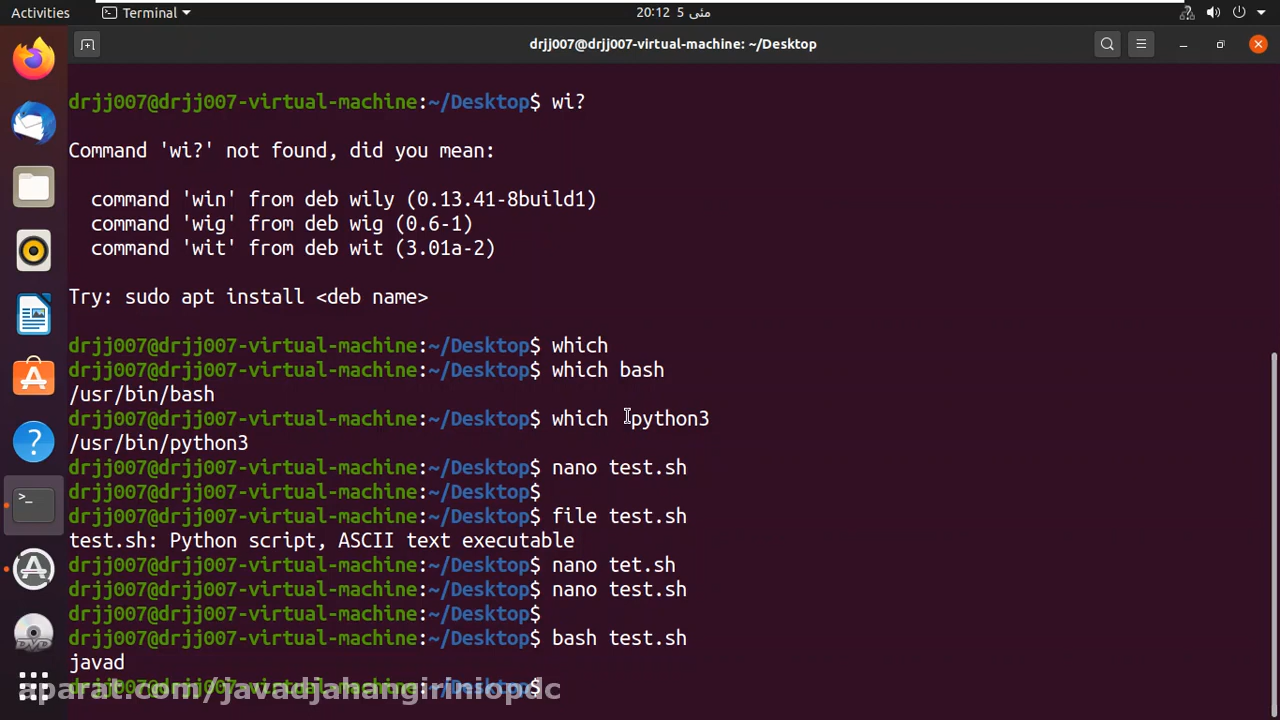 Activities
Terminal
20:12 5 مئی
drjj007@drjj007-virtual-machine: ~/Desktop
drjj007@drjj007-virtual-machine:~/Desktop$ wi?
Command 'wi?' not found, did you mean:
command 'win' from deb wily (0.13.41-8build1)
command 'wig' from deb wig (0.6-1)
command 'wit' from deb wit (3.01a-2)
Try: sudo apt install <deb name>
drjj007@drjj007-virtual-machine:~/Desktop$ which
drjj007@drjj007-virtual-machine:~/Desktop$ which bash
/usr/bin/bash
drjj007@drjj007-virtual-machine:~/Desktop$ which  python3
/usr/bin/python3
drjj007@drjj007-virtual-machine:~/Desktop$ nano test.sh
drjj007@drjj007-virtual-machine:~/Desktop$
drjj007@drjj007-virtual-machine:~/Desktop$ file test.sh
test.sh: Python script, ASCII text executable
drjj007@drjj007-virtual-machine:~/Desktop$ nano tet.sh
drjj007@drjj007-virtual-machine:~/Desktop$ nano test.sh
drjj007@drjj007-virtual-machine:~/Desktop$
drjj007@drjj007-virtual-machine:~/Desktop$ bash test.sh
javad
drjj007@drjj007-virtual-machine:~/Desktop$
aparat.com/javadjahangiriniopdc